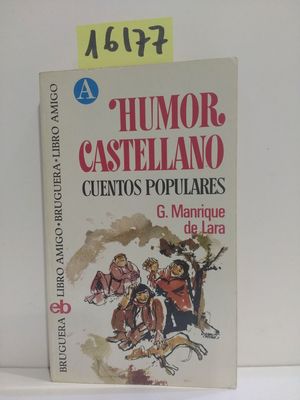 16177
A
HUMOR
CASTELLANO
CUENTOS POPULARES
G. Manrique
de Lara
BRUGUERA eb LIBRO AMIGO • BRUGUERA • LIBRO AMIGO